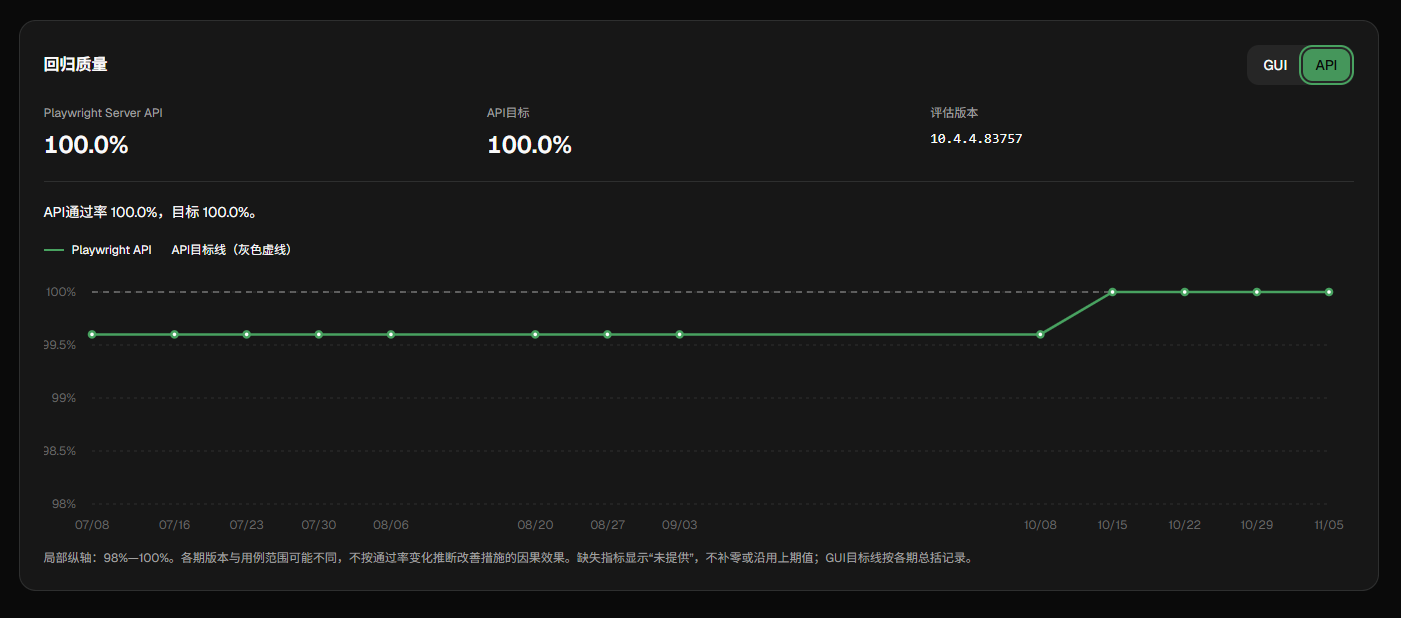 回归质量
GUI API
Playwright Server API
100.0%
API目标
100.0%
评估版本
10.4.4.83757
API通过率 100.0%，目标 100.0%。
Playwright API API目标线（灰色虚线）
100%
99.5%
99%
98.5%
98%
07/08 07/16 07/23 07/30 08/06 08/20 08/27 09/03 10/08 10/15 10/22 10/29 11/05
局部纵轴：98%—100%。各期版本与用例范围可能不同，不按通过率变化推断改善措施的因果效果。缺失指标显示“未提供”，不补零或沿用上期值；GUI目标线按各期总括记录。